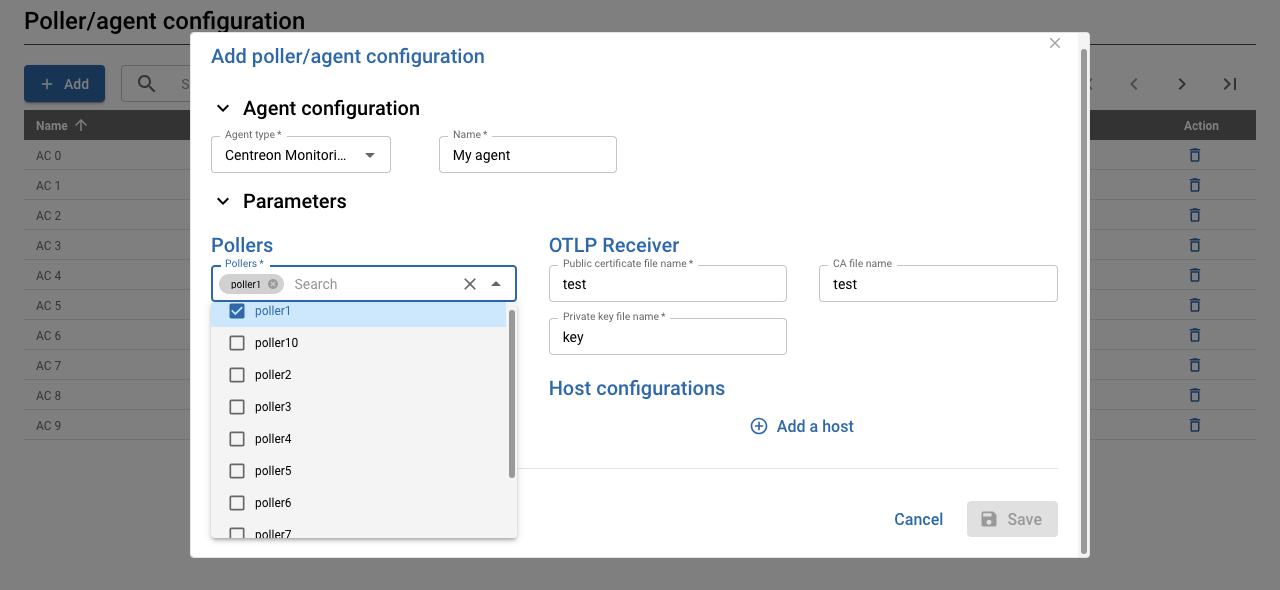 Poller/agent configuration
Add poller/agent configuration
Add
S
Agent configuration
Name
Action
Agent type *
Name *
Centreon Monitori...
My agent
AC 0
AC 1
AC 2
AC 3
AC 4
AC 5
AC 6
AC 7
AC 8
AC 9
Parameters
Pollers
Pollers *
poller1
Search
poller1
poller10
poller2
poller3
poller4
poller5
poller6
poller7
OTLP Receiver
Public certificate file name *
test
CA file name
test
Private key file name *
key
Host configurations
Add a host
Cancel
Save